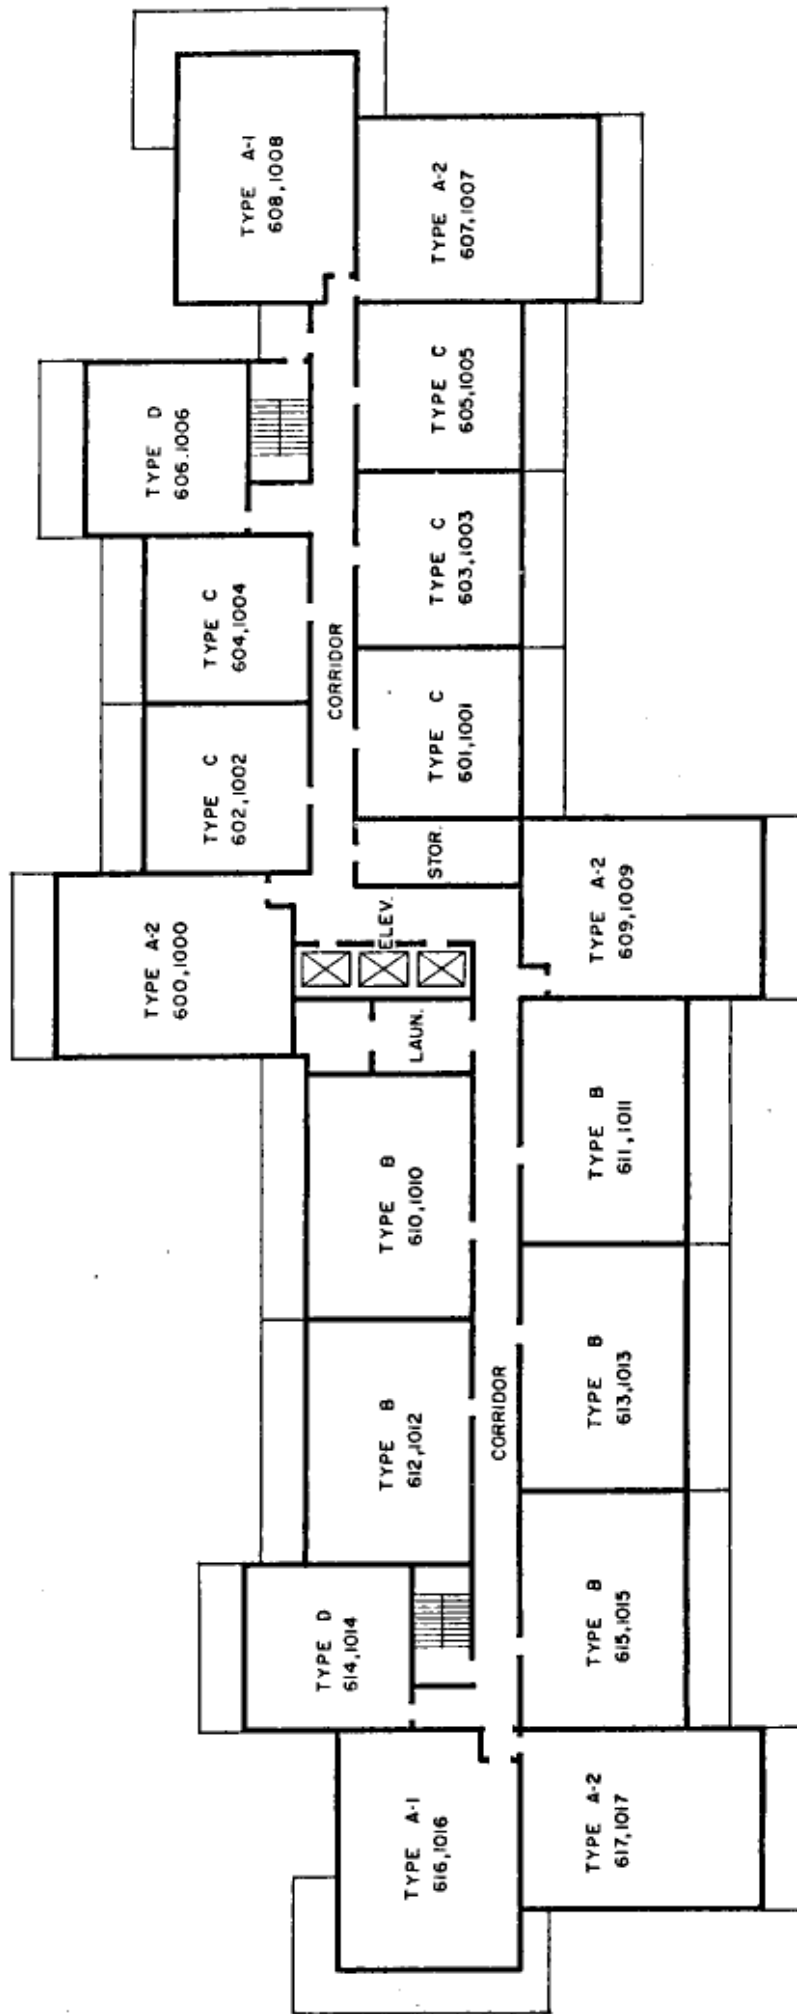 TYPE A-1
608,1008
TYPE A-2
607,1007
TYPE D
606.1006
TYPE C
605,1005
TYPE C
604,1004
TYPE C
603,1003
TYPE C
602,1002
TYPE C
601,1001
CORRIDOR
STOR.
ELEV.
TYPE A-2
600,1000
TYPE A-2
609,1009
LAUN.
TYPE B
610,1010
TYPE B
611,1011
TYPE B
612,1012
TYPE B
613,1013
CORRIDOR
TYPE D
614,1014
TYPE B
615,1015
TYPE A-1
616,1016
TYPE A-2
617,1017